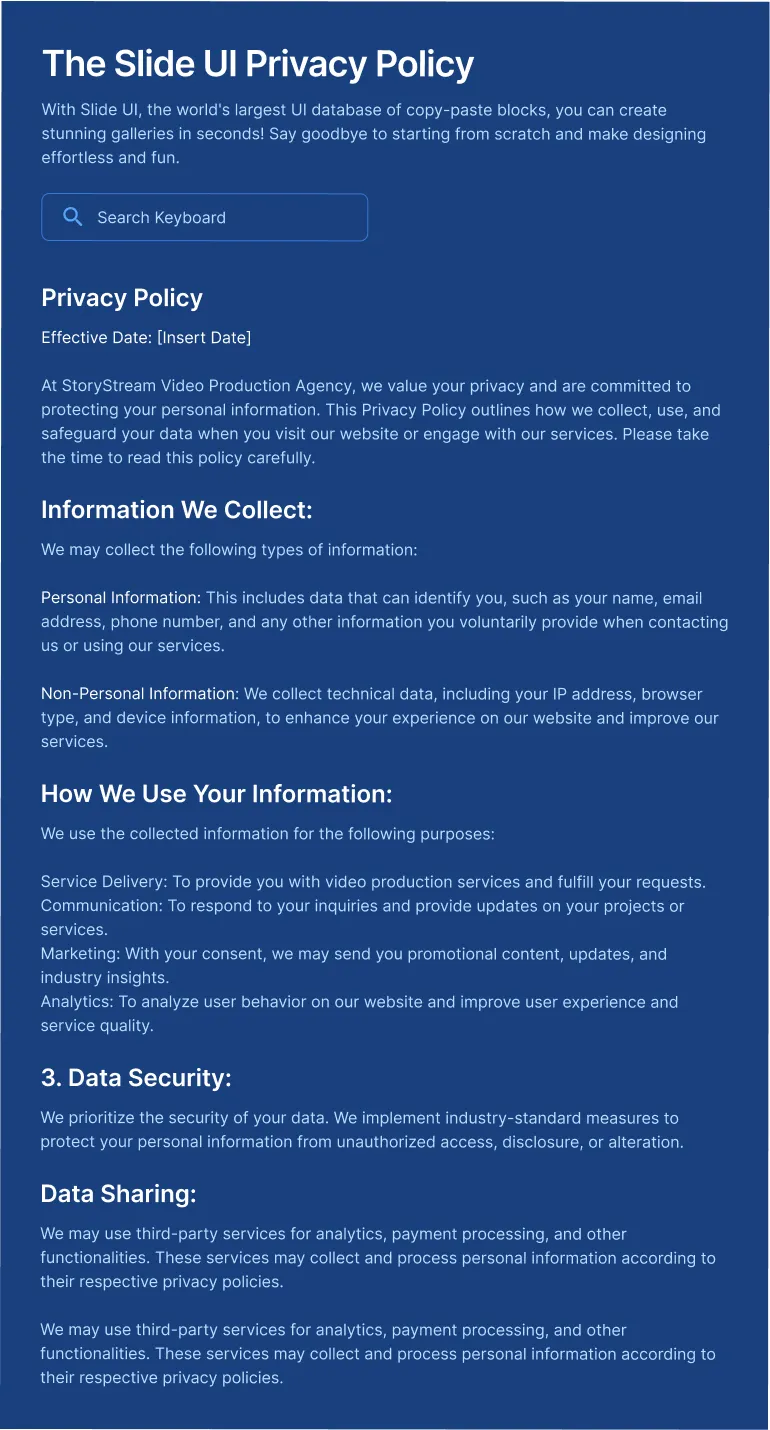 The Slide UI Privacy Policy
With Slide UI, the world's largest UI database of copy-paste blocks, you can create
stunning galleries in seconds! Say goodbye to starting from scratch and make designing
effortless and fun.
Search Keyboard
Privacy Policy
Effective Date: [Insert Date]
At StoryStream Video Production Agency, we value your privacy and are committed to
protecting your personal information. This Privacy Policy outlines how we collect, use, and
safeguard your data when you visit our website or engage with our services. Please take
the time to read this policy carefully.
Information We Collect:
We may collect the following types of information:
Personal Information: This includes data that can identify you, such as your name, email
address, phone number, and any other information you voluntarily provide when contacting
us or using our services.
Non-Personal Information: We collect technical data, including your IP address, browser
type, and device information, to enhance your experience on our website and improve our
services.
How We Use Your Information:
We use the collected information for the following purposes:
Service Delivery: To provide you with video production services and fulfill your requests.
Communication: To respond to your inquiries and provide updates on your projects or
services.
Marketing: With your consent, we may send you promotional content, updates, and
industry insights.
Analytics: To analyze user behavior on our website and improve user experience and
service quality.
3. Data Security:
We prioritize the security of your data. We implement industry-standard measures to
protect your personal information from unauthorized access, disclosure, or alteration.
Data Sharing:
We may use third-party services for analytics, payment processing, and other
functionalities. These services may collect and process personal information according to
their respective privacy policies.
We may use third-party services for analytics, payment processing, and other
functionalities. These services may collect and process personal information according to
their respective privacy policies.